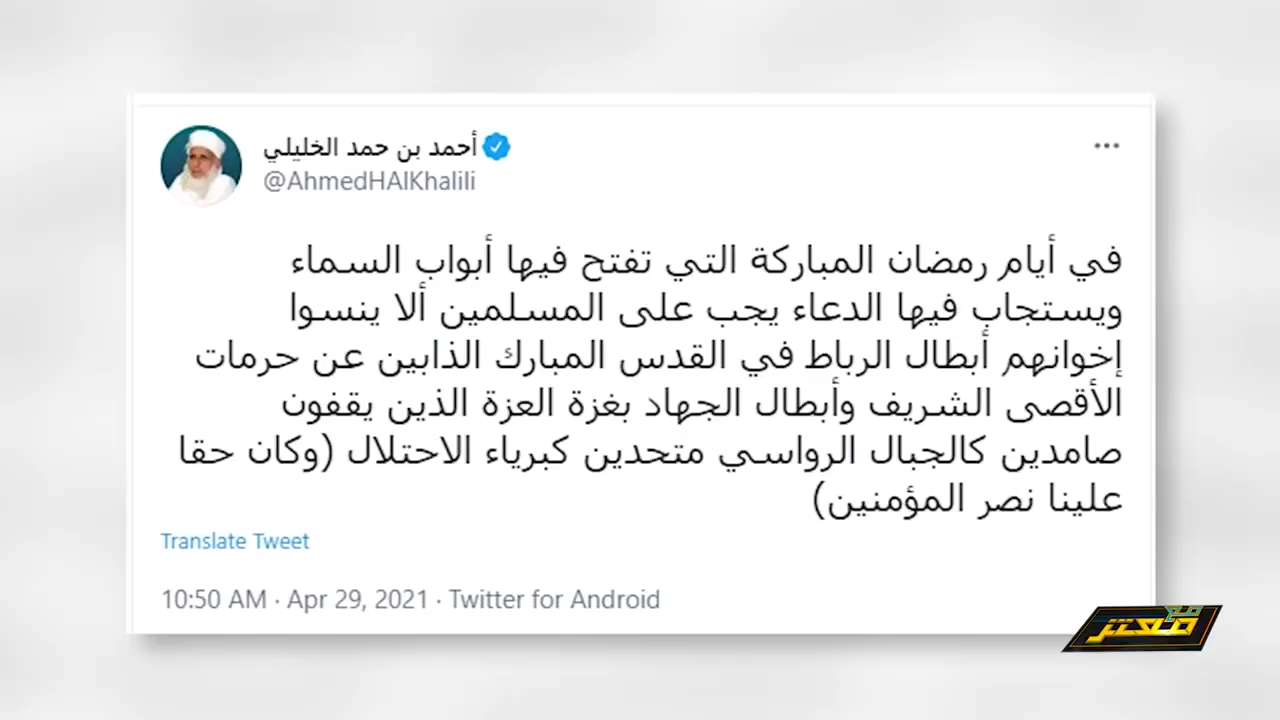 أحمد بن حمد الخليلي
@AhmedHAlKhalili
في أيام رمضان المباركة التي تفتح فيها أبواب السماء
ويستجاب فيها الدعاء يجب على المسلمين ألا ينسوا
إخوانهم أبطال الرباط في القدس المبارك الذابين عن حرمات
الأقصى الشريف وأبطال الجهاد بغزة العزة الذين يقفون
صامدين كالجبال الرواسي متحدين كبرياء الاحتلال (وكان حقا
علينا نصر المؤمنين)
Translate Tweet
10:50 AM · Apr 29, 2021 · Twitter for Android
مع
معتز